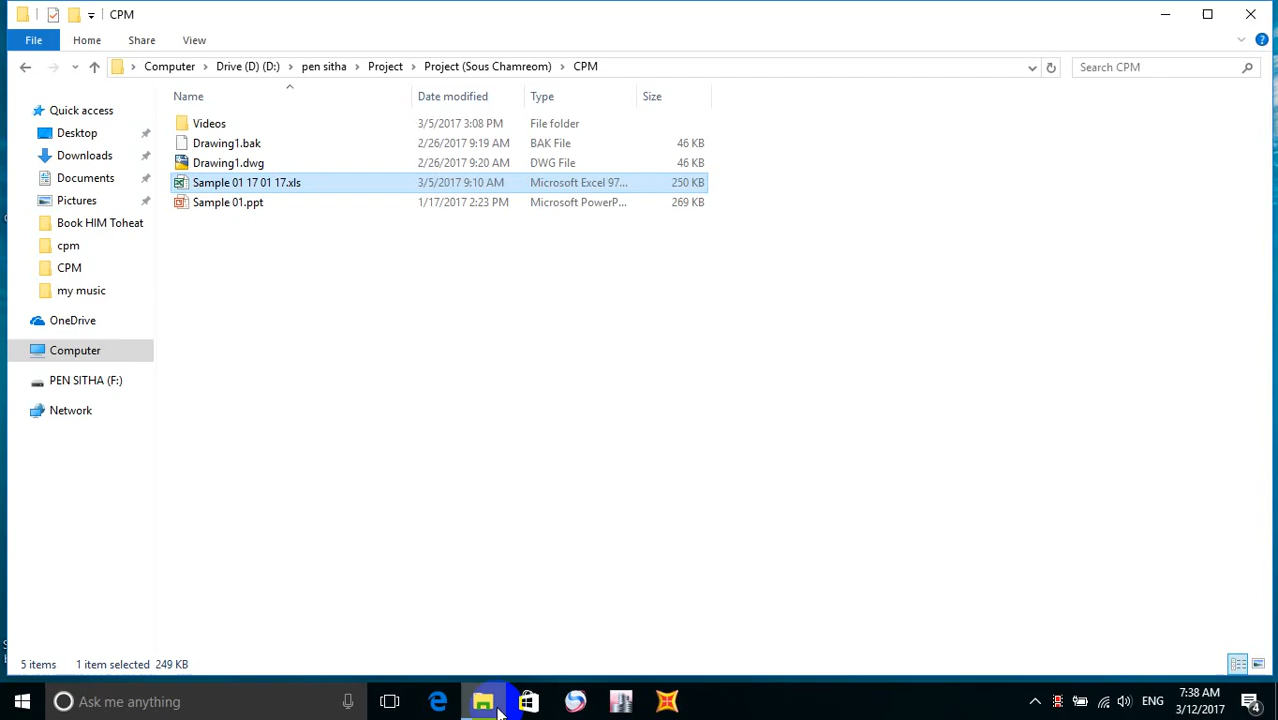 CPM
File Home Share View
Computer Drive (D) (D:) pen sitha Project Project (Sous Chamreom) CPM Search CPM
Name Date modified Type Size
Quick access
Desktop
Downloads
Documents
Pictures
Book HIM Toheat
cpm
CPM
my music
OneDrive
Computer
PEN SITHA (F:)
Network
Videos 3/5/2017 3:08 PM File folder
Drawing1.bak 2/26/2017 9:19 AM BAK File 46 KB
Drawing1.dwg 2/26/2017 9:20 AM DWG File 46 KB
Sample 01 17 01 17.xls 3/5/2017 9:10 AM Microsoft Excel 97... 250 KB
Sample 01.ppt 1/17/2017 2:23 PM Microsoft PowerP... 269 KB
5 items 1 item selected 249 KB
Ask me anything ENG 7:38 AM
3/12/2017 4